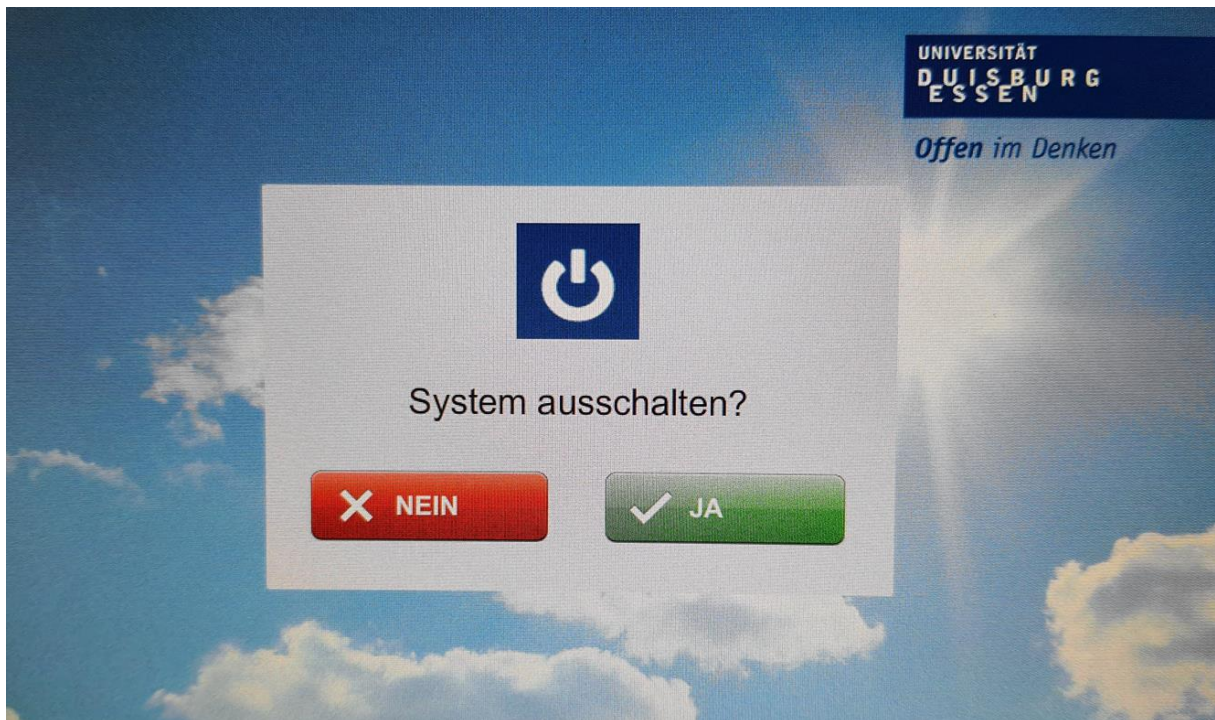 UNIVERSITÄT
DUISBURG
ESSEN
Offen im Denken
System ausschalten?
NEIN
JA